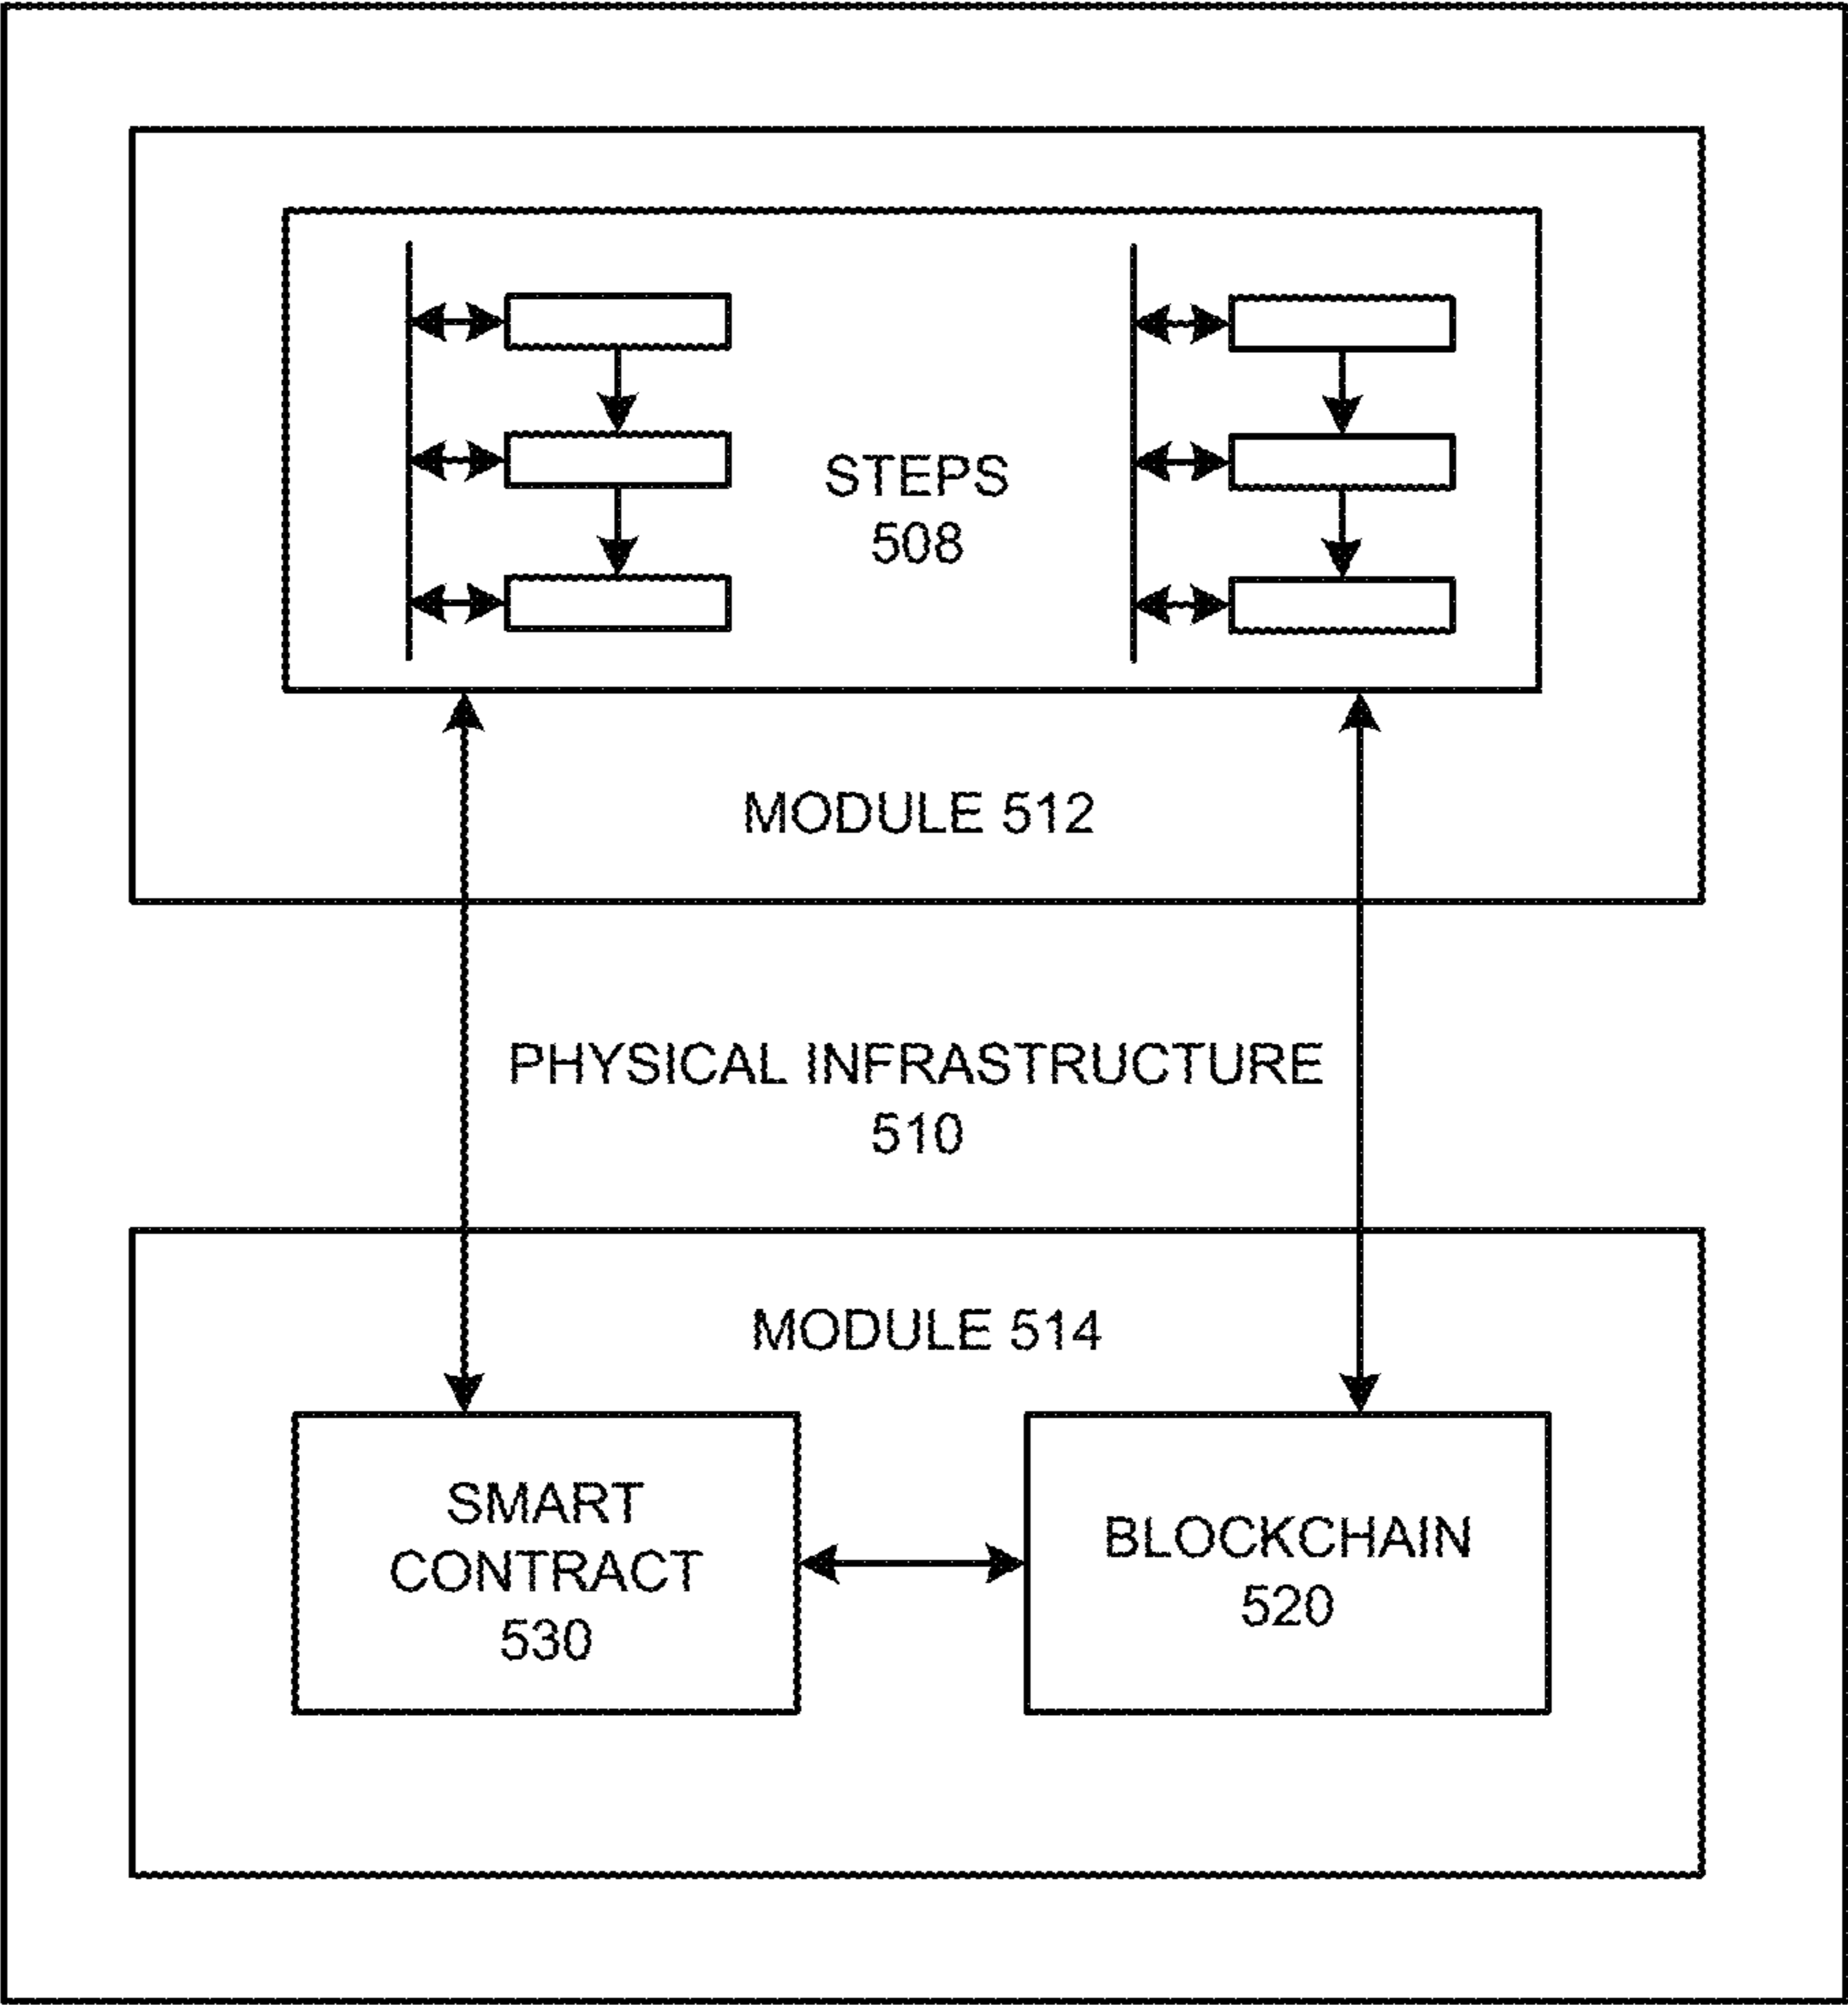 STEPS
508
MODULE 512
PHYSICAL INFRASTRUCTURE
510
MODULE 514
SMART
CONTRACT
530
BLOCKCHAIN
520